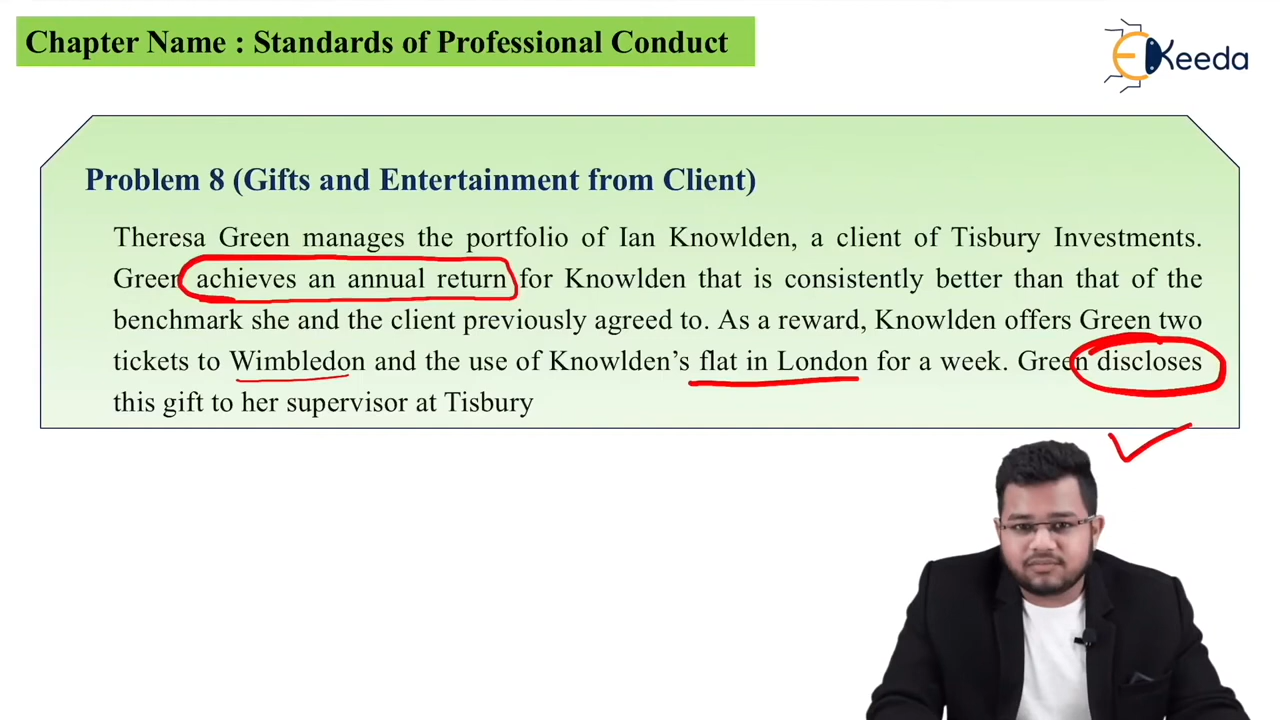 Chapter Name : Standards of Professional Conduct
EKeeda
Problem 8 (Gifts and Entertainment from Client)
Theresa Green manages the portfolio of Ian Knowlden, a client of Tisbury Investments.
Green achieves an annual return for Knowlden that is consistently better than that of the
benchmark she and the client previously agreed to. As a reward, Knowlden offers Green two
tickets to Wimbledon and the use of Knowlden's flat in London for a week. Green discloses
this gift to her supervisor at Tisbury